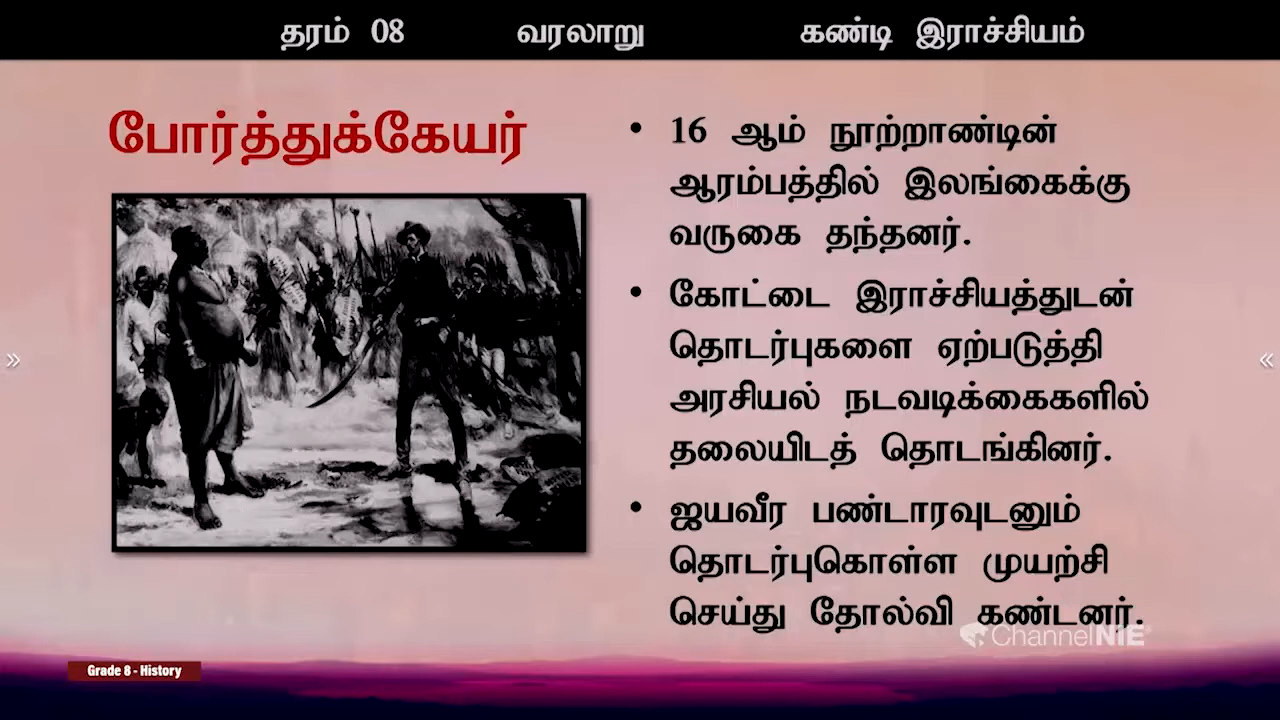 தரம் 08 வரலாறு கண்டி இராச்சியம்
போர்த்துக்கேயர்
• 16 ஆம் நூற்றாண்டின்
ஆரம்பத்தில் இலங்கைக்கு
வருகை தந்தனர்.
• கோட்டை இராச்சியத்துடன்
தொடர்புகளை ஏற்படுத்தி
அரசியல் நடவடிக்கைகளில்
தலையிடத் தொடங்கினர்.
• ஜயவீர பண்டாரவுடனும்
தொடர்புகொள்ள முயற்சி
செய்து தோல்வி கண்டனர்.
ChannelNIE
Grade 8 - History